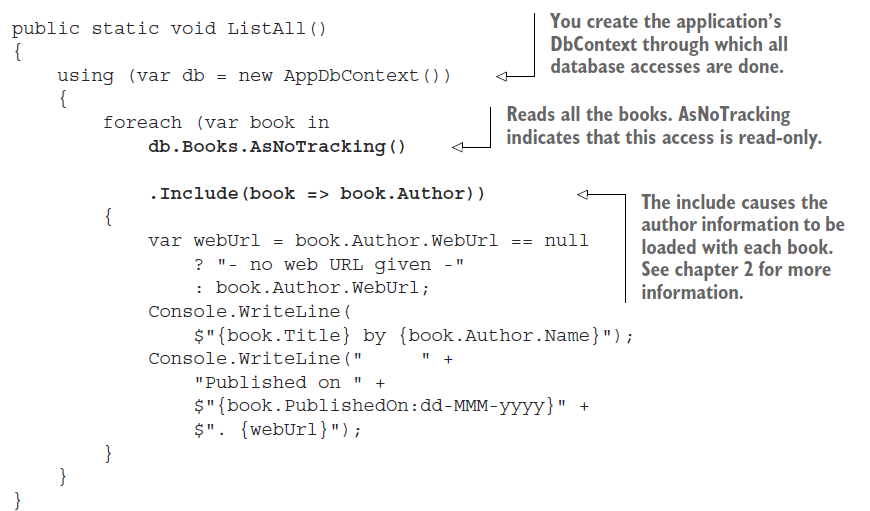 public static void ListAll()
{
    using (var db = new AppDbContext())
    {
        foreach (var book in
            db.Books.AsNoTracking()
            .Include(book => book.Author))
        {
            var webUrl = book.Author.WebUrl == null
                ? "- no web URL given -"
                : book.Author.WebUrl;
            Console.WriteLine(
                $"{book.Title} by {book.Author.Name}");
            Console.WriteLine("     " +
                "Published on " +
                $"{book.PublishedOn:dd-MMM-yyyy}" +
                $". {webUrl}");
        }
    }
}
You create the application's
DbContext through which all
database accesses are done.
Reads all the books. AsNoTracking
indicates that this access is read-only.
The include causes the
author information to be
loaded with each book.
See chapter 2 for more
information.